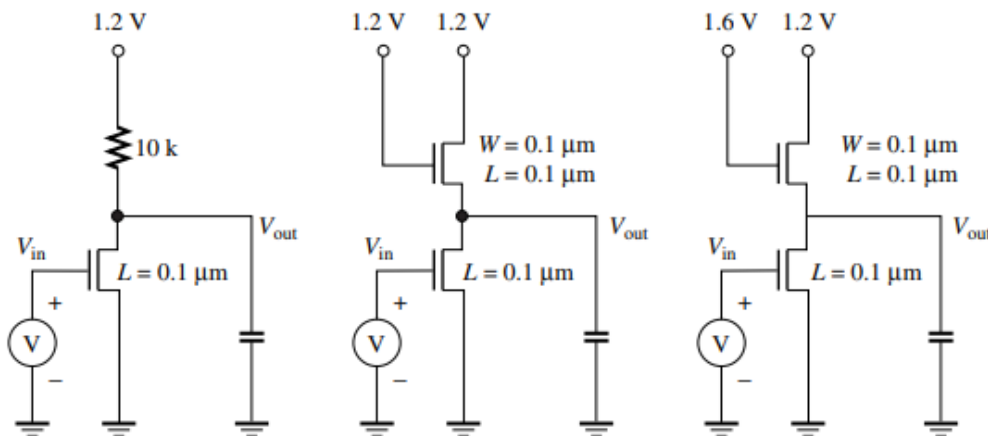 1.2 V
10 k
V_in
L = 0.1 μm
V_out
+
V
−
1.2 V 1.2 V
W = 0.1 μm
L = 0.1 μm
V_in
L = 0.1 μm
V_out
+
V
−
1.6 V 1.2 V
W = 0.1 μm
L = 0.1 μm
V_in
L = 0.1 μm
V_out
+
V
−